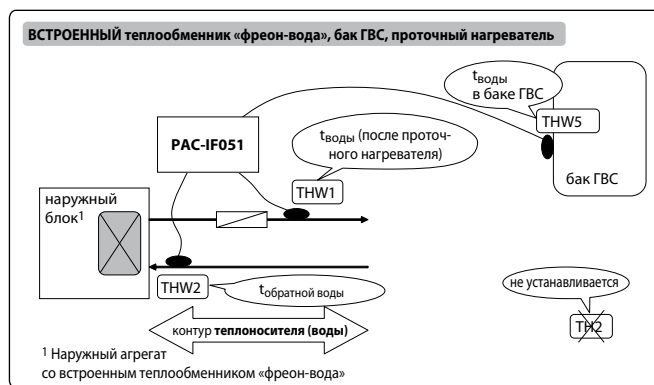 ВСТРОЕННЫЙ теплообменник «фреон-вода», бак ГВС, проточный нагреватель
tводы
в баке ГВС
THW5
бак ГВС
PAC-IF051
tводы (после проточ-
ного нагревателя)
THW1
наружный
блок1
THW2
tобратной воды
не устанавливается
TH2
контур теплоносителя (воды)
1 Наружный агрегат
со встроенным теплообменником «фреон-вода»